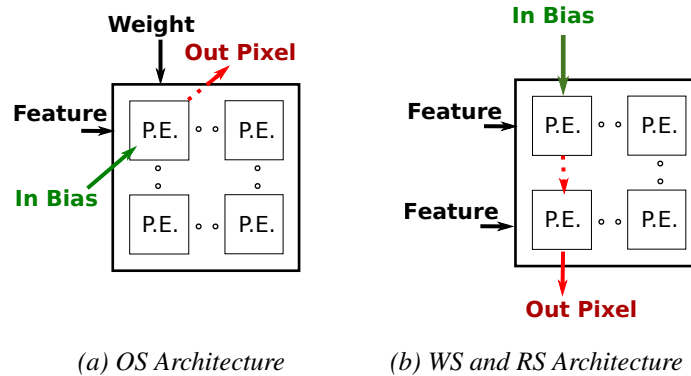 Weight
Out Pixel
Feature
P.E.
P.E.
In Bias
P.E.
P.E.
(a) OS Architecture
In Bias
Feature
P.E.
P.E.
Feature
P.E.
P.E.
Out Pixel
(b) WS and RS Architecture